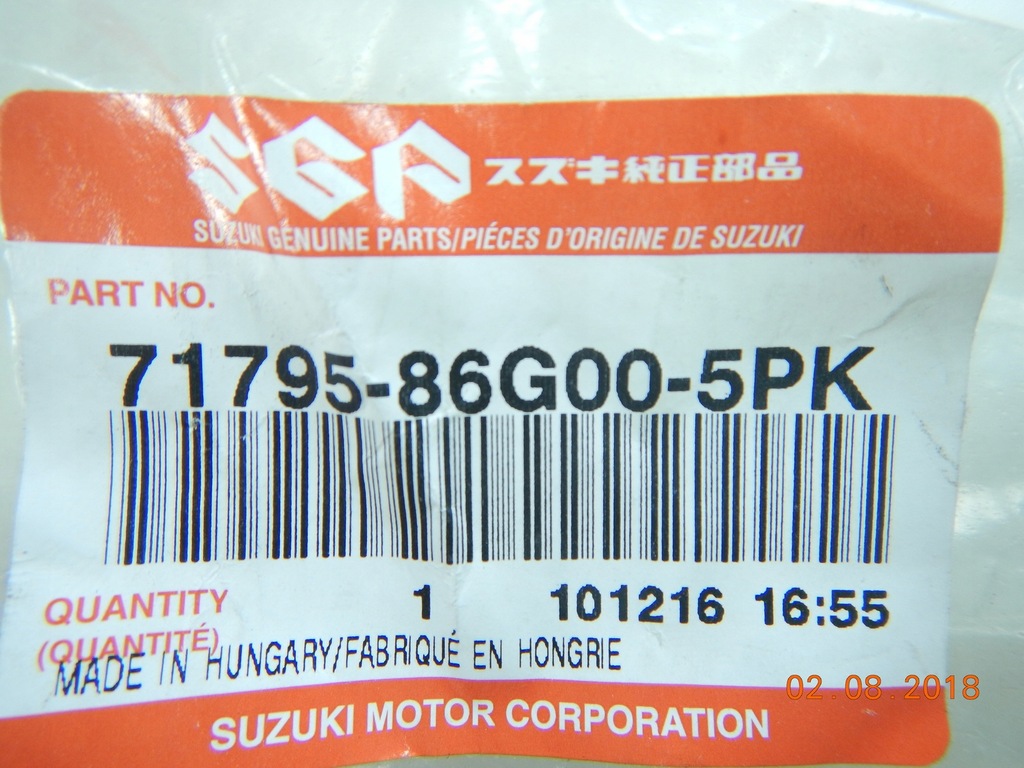 SGP スズキ純正部品
SUZUKI GENUINE PARTS/PIÉCES D'ORIGINE DE SUZUKI
PART NO.
71795-86G00-5PK
QUANTITY 1 101216 16:55
(QUANTITÉ)
MADE IN HUNGARY/FABRIQUÉ EN HONGRIE
02.08.2018
SUZUKI MOTOR CORPORATION